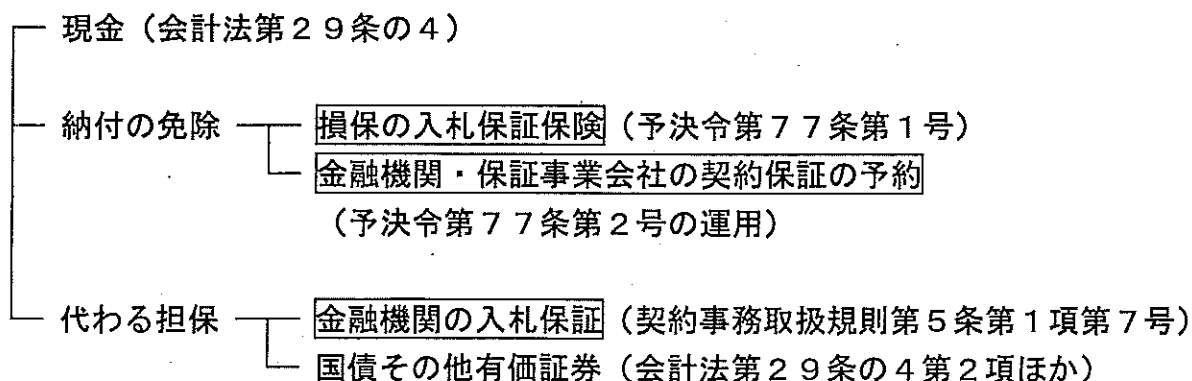 現金（会計法第２９条の４）
納付の免除 損保の入札保証保険（予決令第７７条第１号）
金融機関・保証事業会社の契約保証の予約
（予決令第７７条第２号の運用）
代わる担保 金融機関の入札保証（契約事務取扱規則第５条第１項第７号）
国債その他有価証券（会計法第２９条の４第２項ほか）